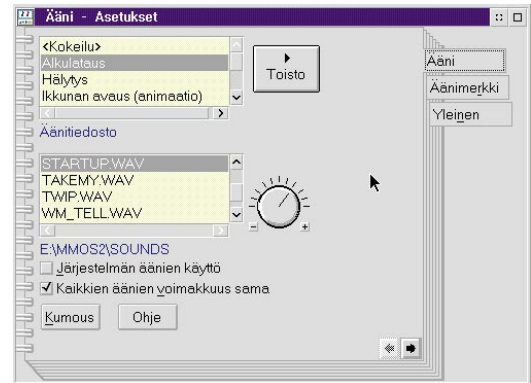 Ääni - Asetukset
<Kokeilu>
Alkulataus
Hälytys
Ikkunan avaus (animaatio)
Toisto
Ääni
Äänimerkki
Yleinen
Äänitiedosto
STARTUP.WAV
TAKEMY.WAV
TWIP.WAV
WM_TELL.WAV
- +
E:\MMOS2\SOUNDS
Järjestelmän äänien käyttö
Kaikkien äänien voimakkuus sama
Kumous Ohje